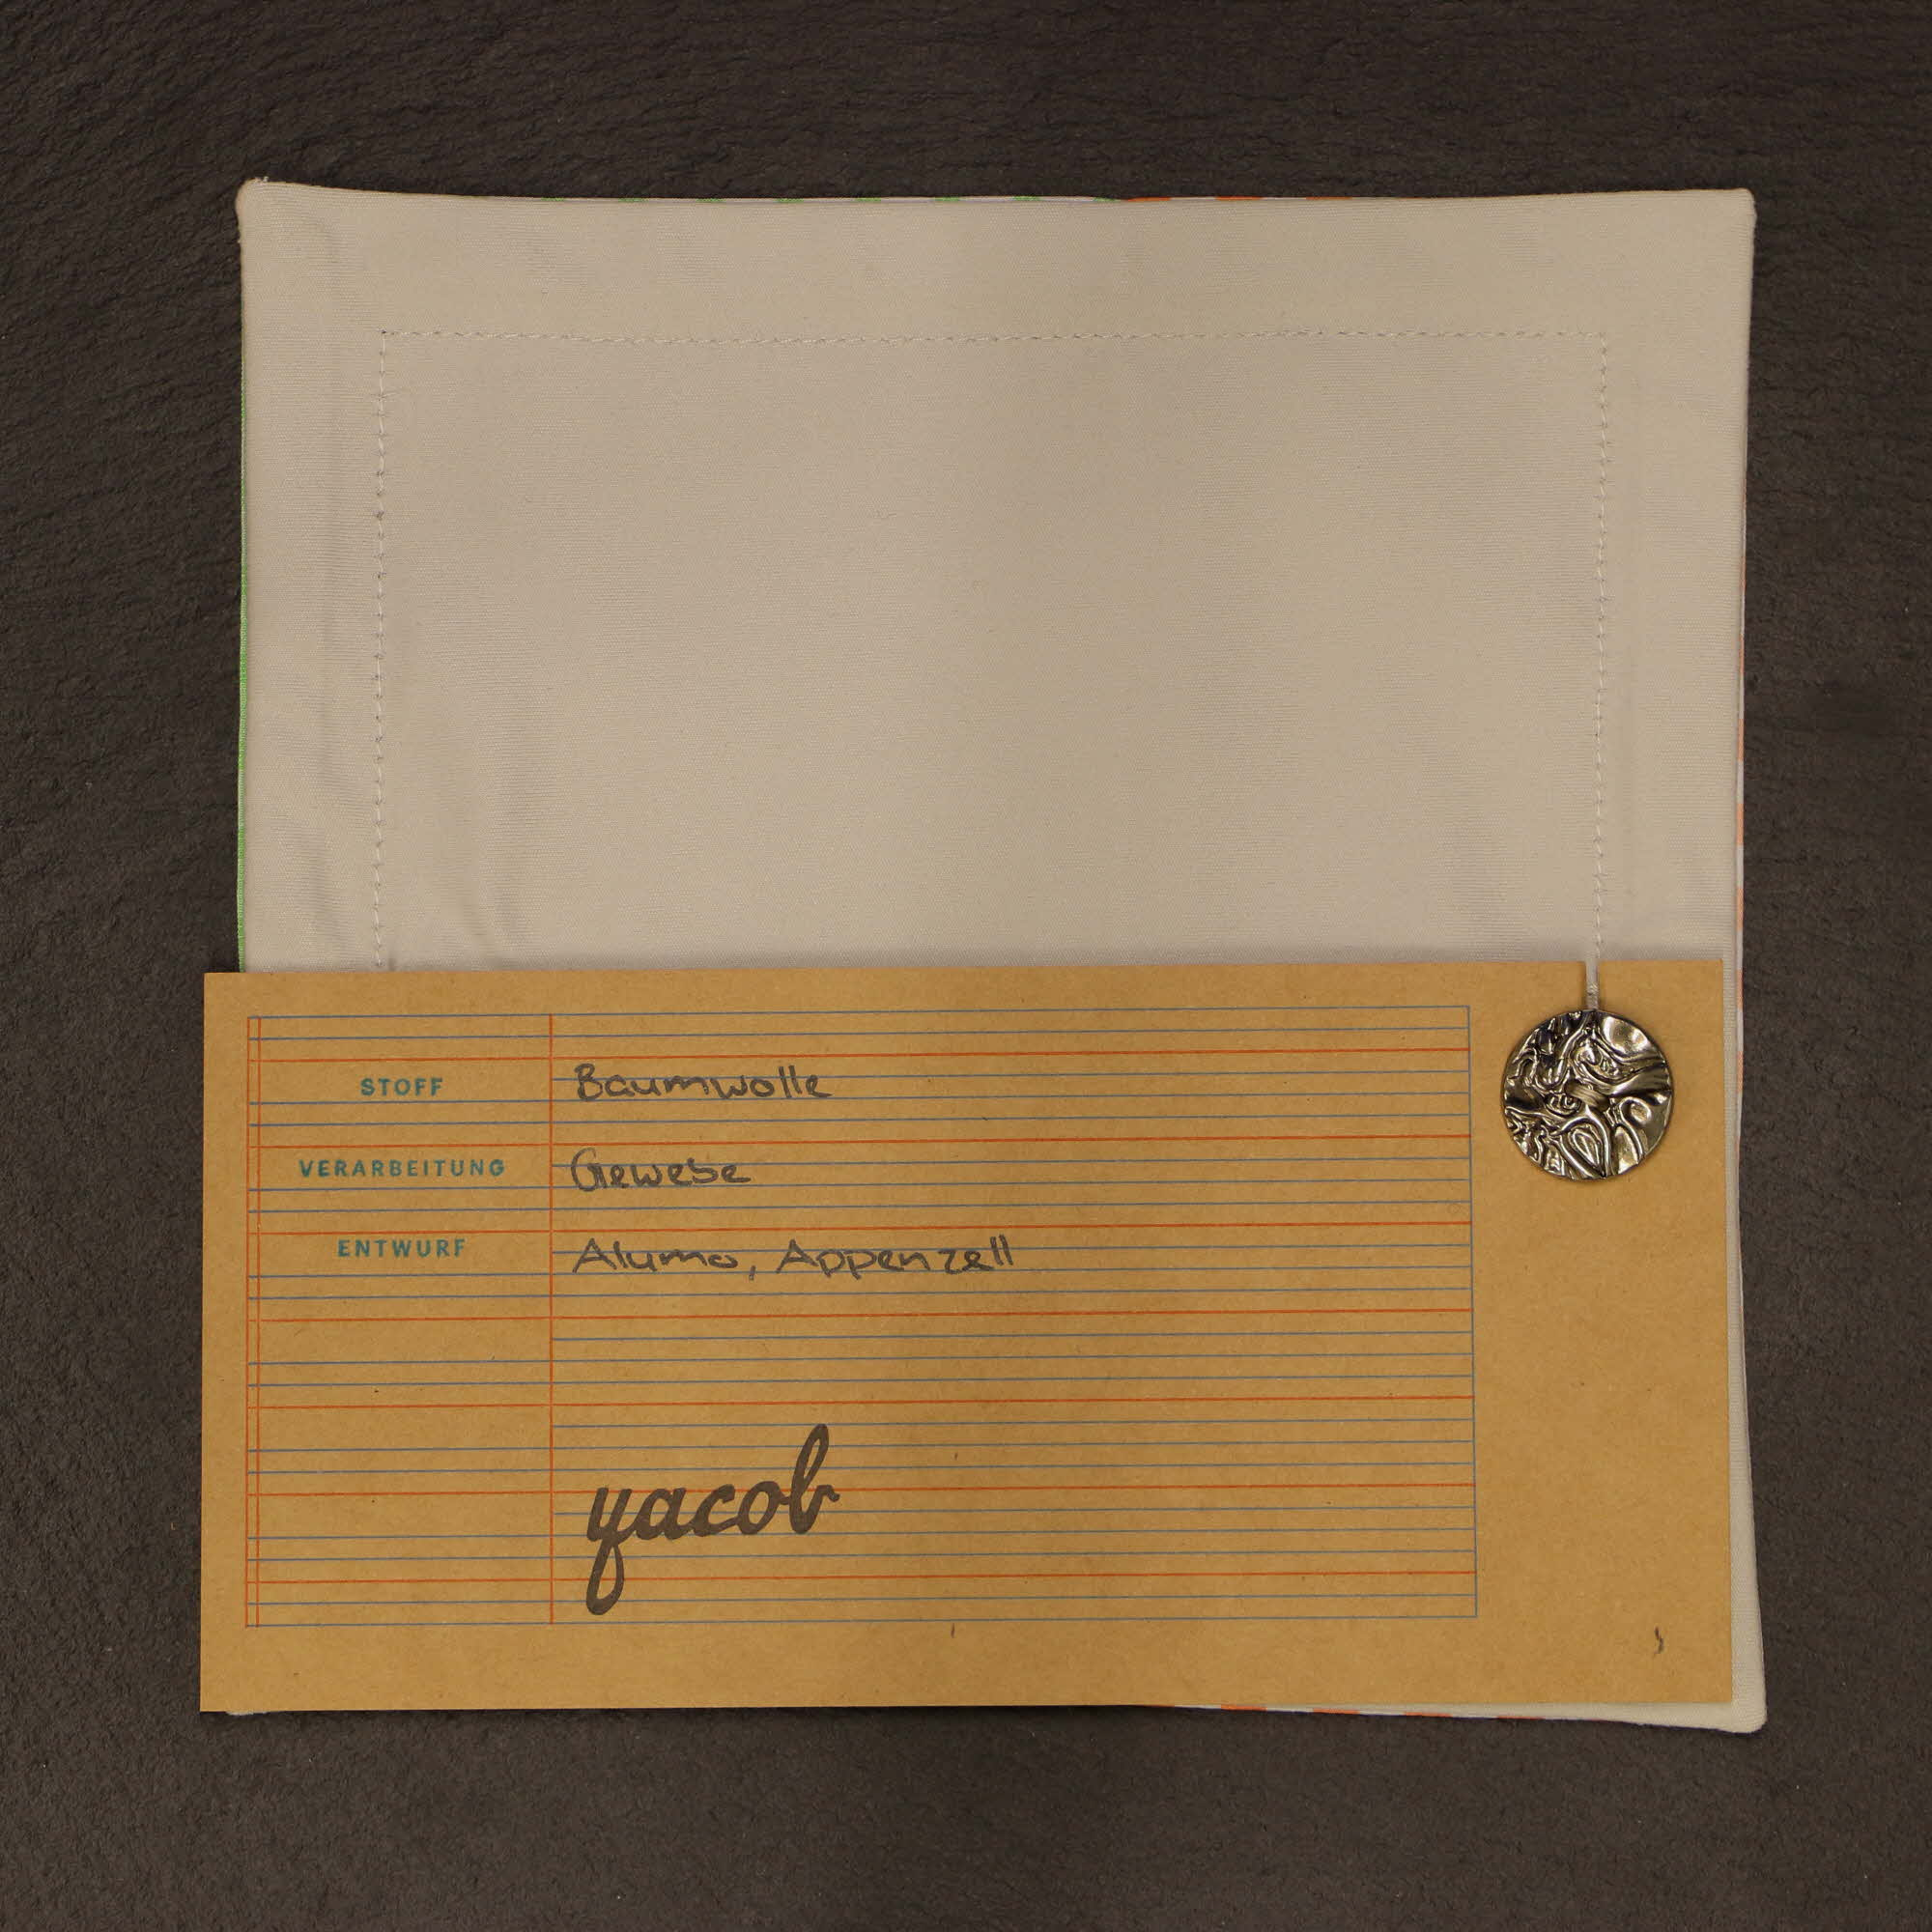 STOFF Baumwolle
VERARBEITUNG Gewebe
ENTWURF Alumo, Appenzell
yacob